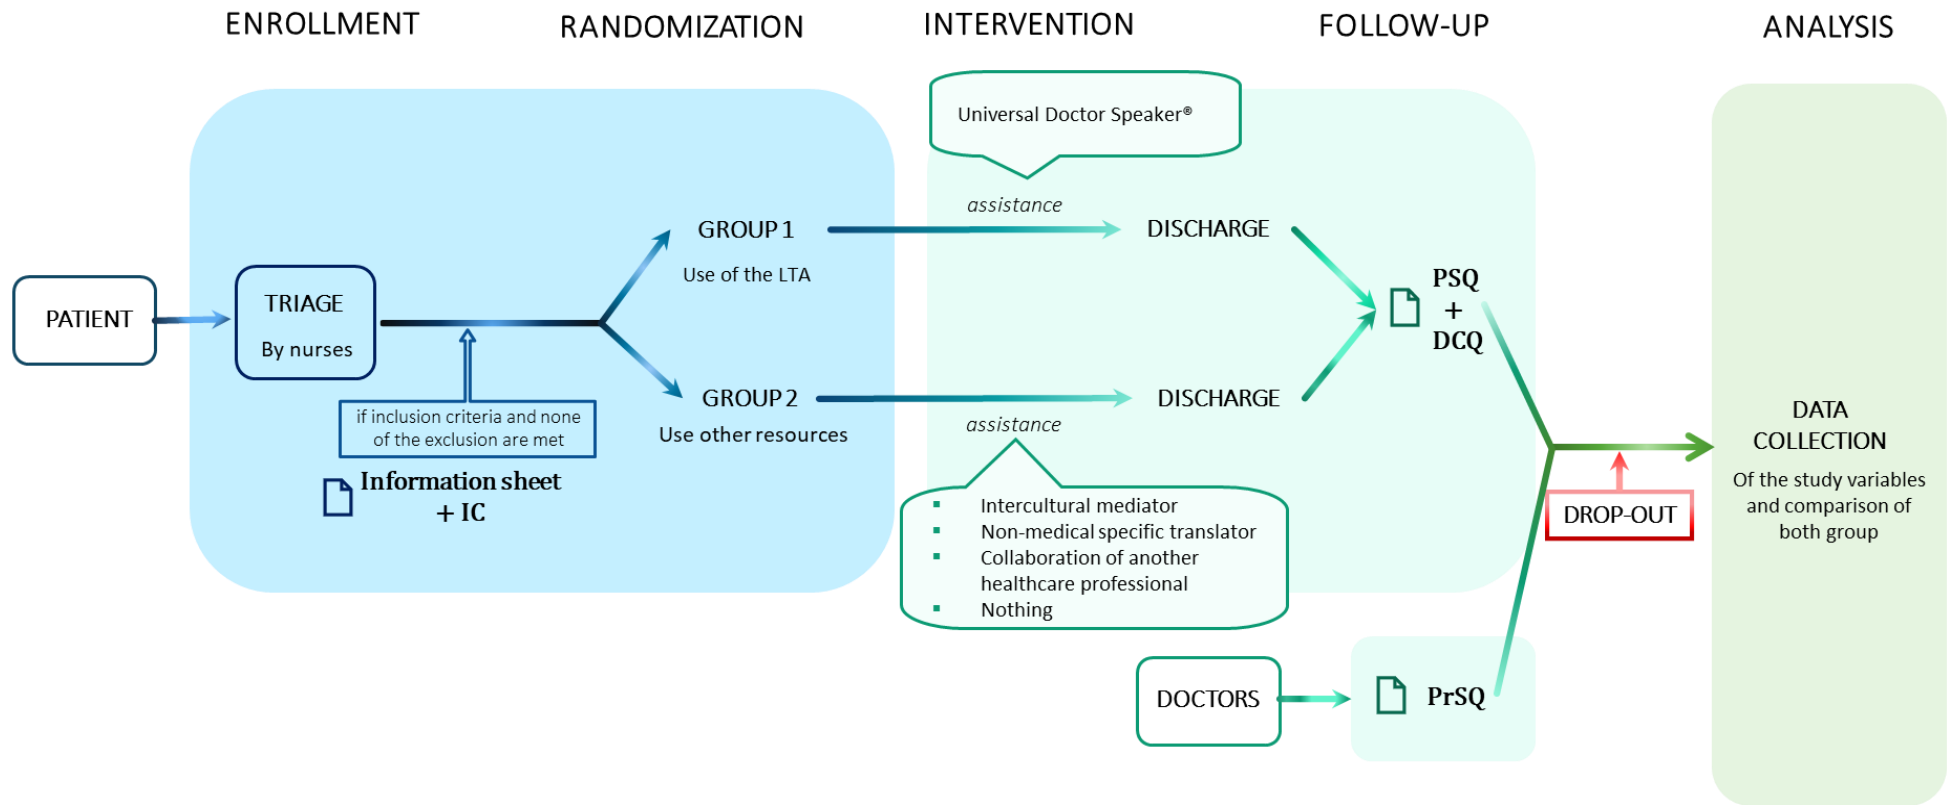 ENROLLMENT
RANDOMIZATION
INTERVENTION
FOLLOW-UP
ANALYSIS
PATIENT
TRIAGE
By nurses
if inclusion criteria and none
of the exclusion are met
Information sheet
+ IC
GROUP 1
Use of the LTA
GROUP 2
Use other resources
Universal Doctor Speaker®
assistance
DISCHARGE
assistance
DISCHARGE
▪ Intercultural mediator
▪ Non-medical specific translator
▪ Collaboration of another
healthcare professional
▪ Nothing
PSQ
+
DCQ
DOCTORS
PrSQ
DROP-OUT
DATA
COLLECTION
Of the study variables
and comparison of
both group